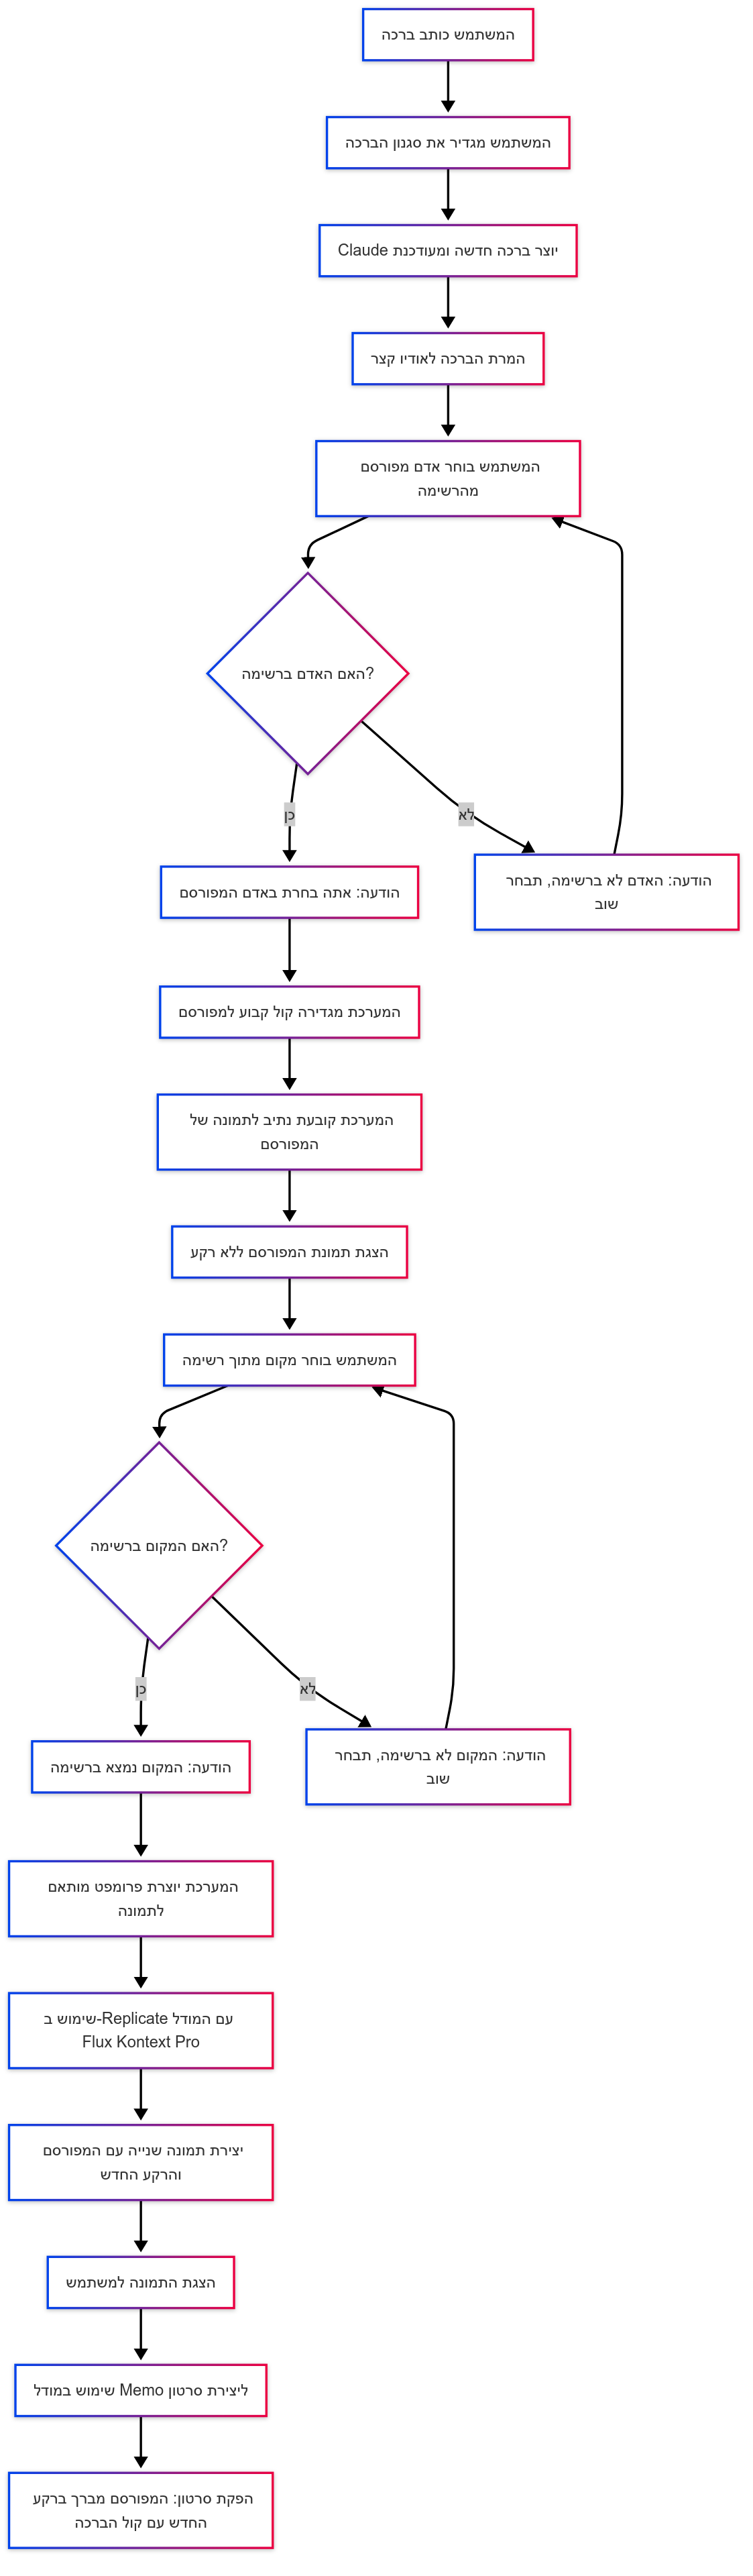 המשתמש כותב ברכה
המשתמש מגדיר את סגנון הברכה
Claude יוצר ברכה חדשה ומעודכנת
המרת הברכה לאודיו קצר
המשתמש בוחר אדם מפורסם
מהרשימה
האם האדם ברשימה?
כן
לא
הודעה: האדם לא ברשימה, תבחר
שוב
הודעה: אתה בחרת באדם המפורסם
המערכת מגדירה קול קבוע למפורסם
המערכת קובעת נתיב לתמונה של
המפורסם
הצגת תמונת המפורסם ללא רקע
המשתמש בוחר מקום מתוך רשימה
האם המקום ברשימה?
כן
לא
הודעה: המקום נמצא ברשימה
הודעה: המקום לא ברשימה, תבחר
שוב
המערכת יוצרת פרומפט מותאם
לתמונה
שימוש ב-Replicate עם המודל
Flux Kontext Pro
יצירת תמונה שנייה עם המפורסם
והרקע החדש
הצגת התמונה למשתמש
שימוש במודל Memo ליצירת סרטון
הפקת סרטון: המפורסם מברך ברקע
החדש עם קול הברכה